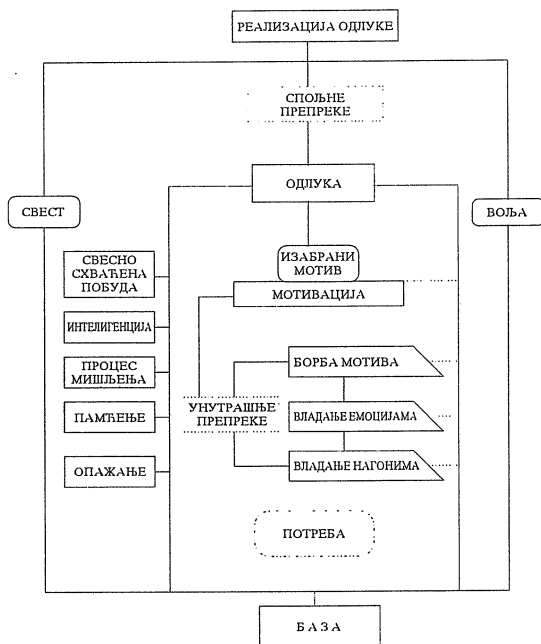 РЕАЛИЗАЦИЈА ОДЛУКЕ
СПОЉНЕ
ПРЕПРЕКЕ
ОДЛУКА
СВЕСТ
ВОЉА
ИЗАБРАНИ
МОТИВ
МОТИВАЦИЈА
СВЕСНО
СХВАЋЕНА
ПОБУДА
ИНТЕЛИГЕНЦИЈА
ПРОЦЕС
МИШЉЕЊА
ПАМЋЕЊЕ
ОПАЖАЊЕ
УНУТРАШЊЕ
ПРЕПРЕКЕ
БОРБА МОТИВА
ВЛАДАЊЕ ЕМОЦИЈАМА
ВЛАДАЊЕ НАГОНИМА
ПОТРЕБА
БАЗА